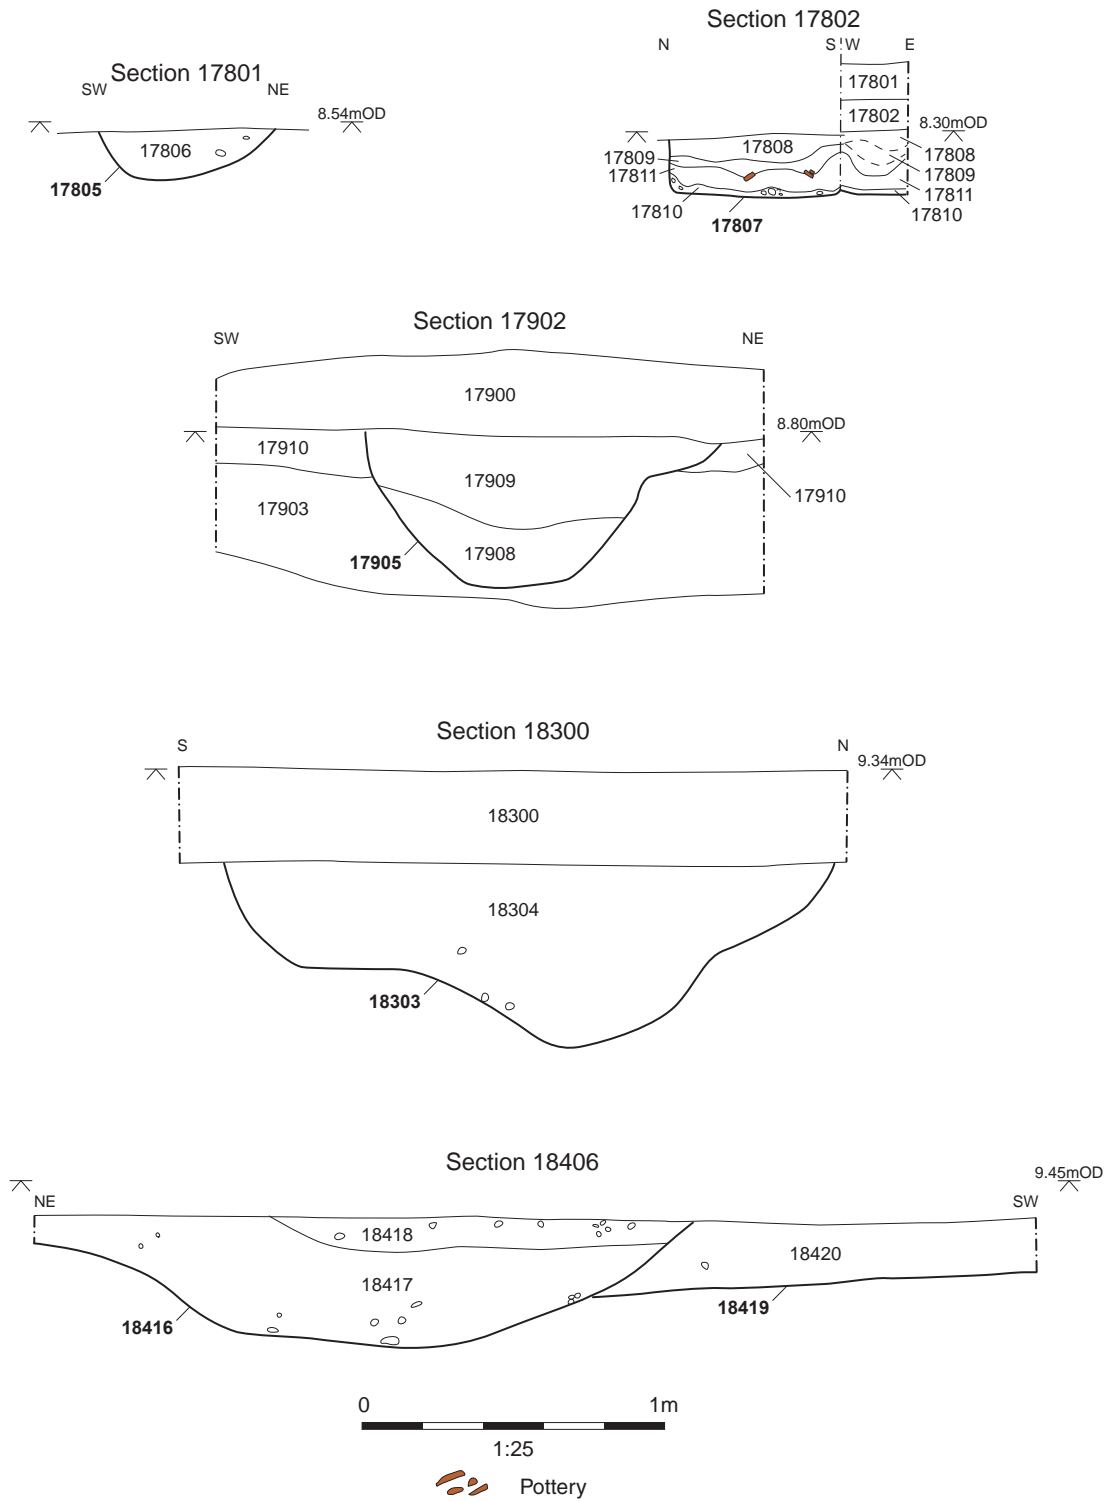 Section 17802
N S W E
Section 17801
SW NE
17801
8.54mOD
17802
8.30mOD
17806
17808
17808
17809
17809
17811
17805
17811
17810
17810
17807
Section 17902
SW NE
17900
8.80mOD
17910
17909
17910
17903
17908
17905
Section 18300
S N
9.34mOD
18300
18304
18303
Section 18406
9.45mOD
NE SW
18418
18420
18417
18419
18416
0 1m
1:25
Pottery